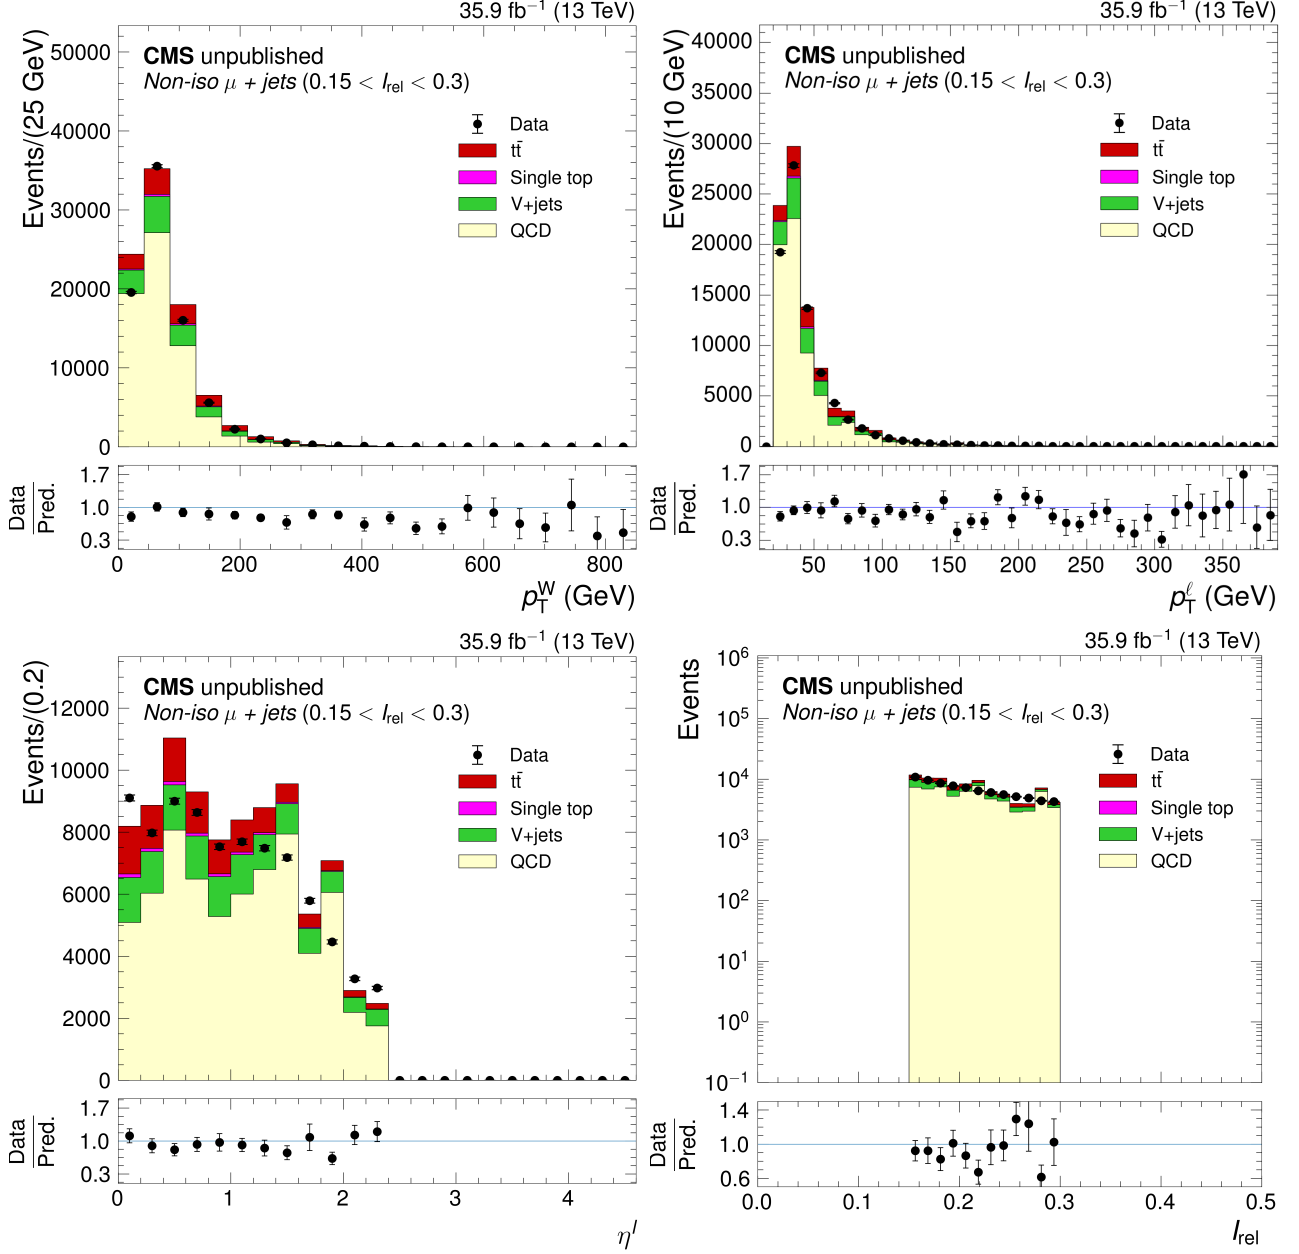 35.9 fb⁻¹ (13 TeV)
Events/(25 GeV)
CMS unpublished
Non-iso μ + jets (0.15 < I_rel < 0.3)
Data
tt̄
Single top
V+jets
QCD
50000
40000
30000
20000
10000
0
Data
Pred.
1.7
1.0
0.3
0
200
400
600
800
p_T^W (GeV)
35.9 fb⁻¹ (13 TeV)
Events/(10 GeV)
CMS unpublished
Non-iso μ + jets (0.15 < I_rel < 0.3)
Data
tt̄
Single top
V+jets
QCD
40000
35000
30000
25000
20000
15000
10000
5000
0
Data
Pred.
1.7
1.0
0.3
50
100
150
200
250
300
350
p_T^ℓ (GeV)
35.9 fb⁻¹ (13 TeV)
Events/(0.2)
CMS unpublished
Non-iso μ + jets (0.15 < I_rel < 0.3)
Data
tt̄
Single top
V+jets
QCD
12000
10000
8000
6000
4000
2000
0
Data
Pred.
1.7
1.0
0.3
0
1
2
3
4
η^l
35.9 fb⁻¹ (13 TeV)
Events
CMS unpublished
Non-iso μ + jets (0.15 < I_rel < 0.3)
Data
tt̄
Single top
V+jets
QCD
10⁶
10⁵
10⁴
10³
10²
10¹
10⁰
10⁻¹
Data
Pred.
1.4
1.0
0.6
0.0
0.1
0.2
0.3
0.4
0.5
I_rel